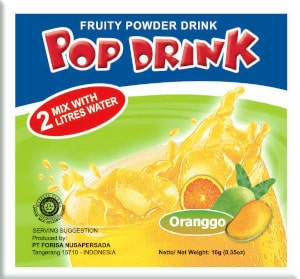 FRUITY POWDER DRINK
POP DRINK
2 MIX WITH
LITRES WATER
Oranggo
SERVING SUGGESTION
Produced by:
PT FORISA NUSAPERSADA
Tangerang 15710 - INDONESIA
Netto/ Net Weight: 10g (0.35oz)